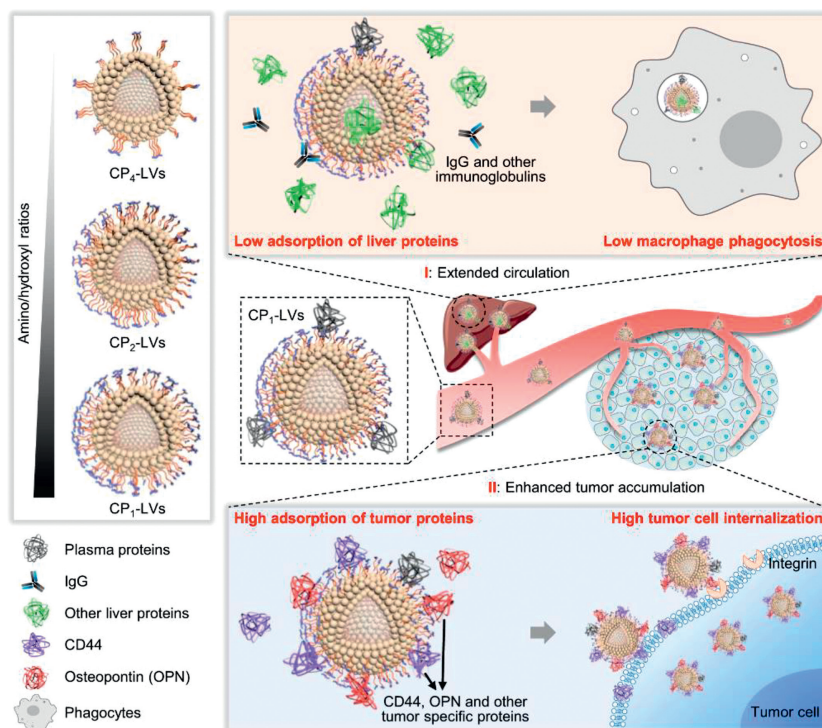 Amino/hydroxyl ratios
CP4-LVs
CP2-LVs
CP1-LVs
Plasma proteins
IgG
Other liver proteins
CD44
Osteopontin (OPN)
Phagocytes
IgG and other
immunoglobulins
Low adsorption of liver proteins
Low macrophage phagocytosis
I: Extended circulation
CP1-LVs
II: Enhanced tumor accumulation
High adsorption of tumor proteins
High tumor cell internalization
Integrin
CD44, OPN and other
tumor specific proteins
Tumor cell